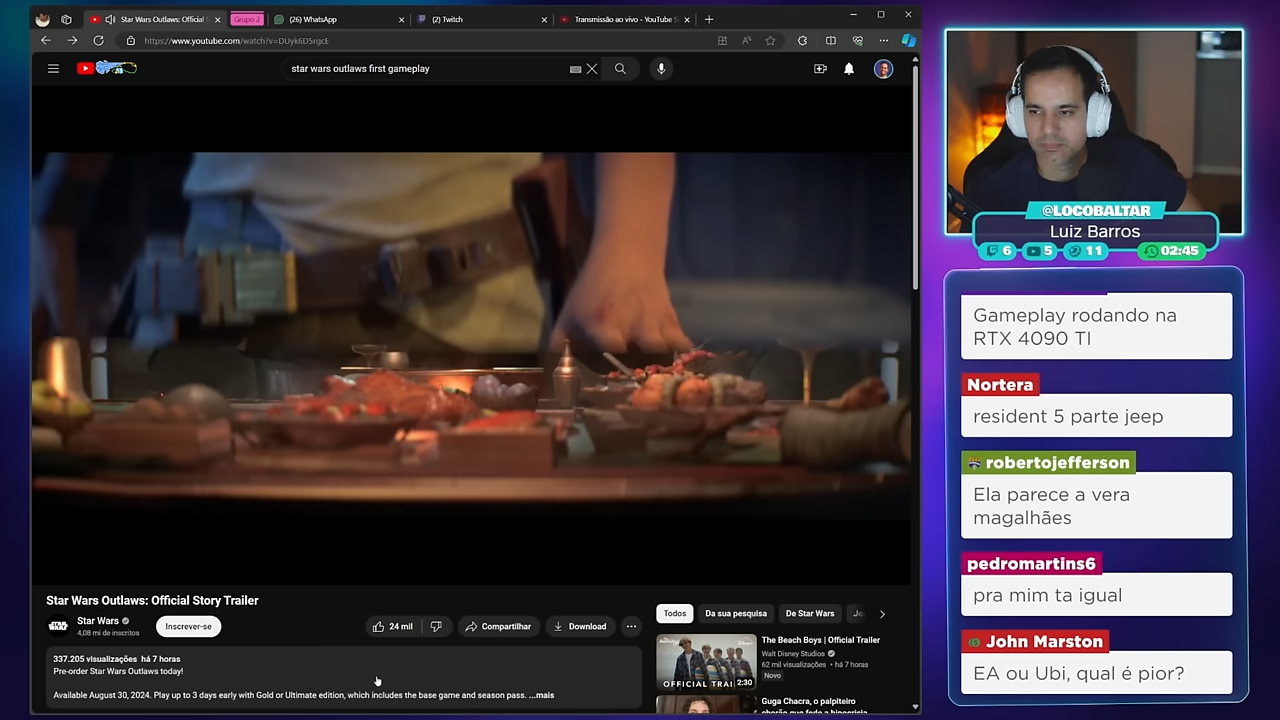 Star Wars Outlaws: Official S
Grupo 2
(26) WhatsApp
(2) Twitch
Transmissão ao vivo - YouTube S
https://www.youtube.com/watch?v=DUyk6D5rgcE
star wars outlaws first gameplay
@LOCOBALTAR
Luiz Barros
6
5
11
02:45
Gameplay rodando na
RTX 4090 TI
Nortera
resident 5 parte jeep
robertojefferson
Ela parece a vera
magalhães
pedromartins6
pra mim ta igual
John Marston
EA ou Ubi, qual é pior?
Star Wars Outlaws: Official Story Trailer
Star Wars
4,08 mi de inscritos
Inscrever-se
24 mil
Compartilhar
Download
337.205 visualizações há 7 horas
Pre-order Star Wars Outlaws today!
Available August 30, 2024. Play up to 3 days early with Gold or Ultimate edition, which includes the base game and season pass. ...mais
Todos
Da sua pesquisa
De Star Wars
Jo
The Beach Boys | Official Trailer
Walt Disney Studios
62 mil visualizações • há 7 horas
Novo
OFFICIAL TRAI
2:30
Guga Chacra, o palpiteiro
chorão que fede a hipocrisia